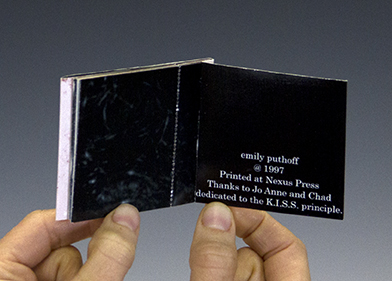 emily puthoff
@ 1997
Printed at Nexus Press
Thanks to Jo Anne and Chad
dedicated to the K.I.S.S. principle.